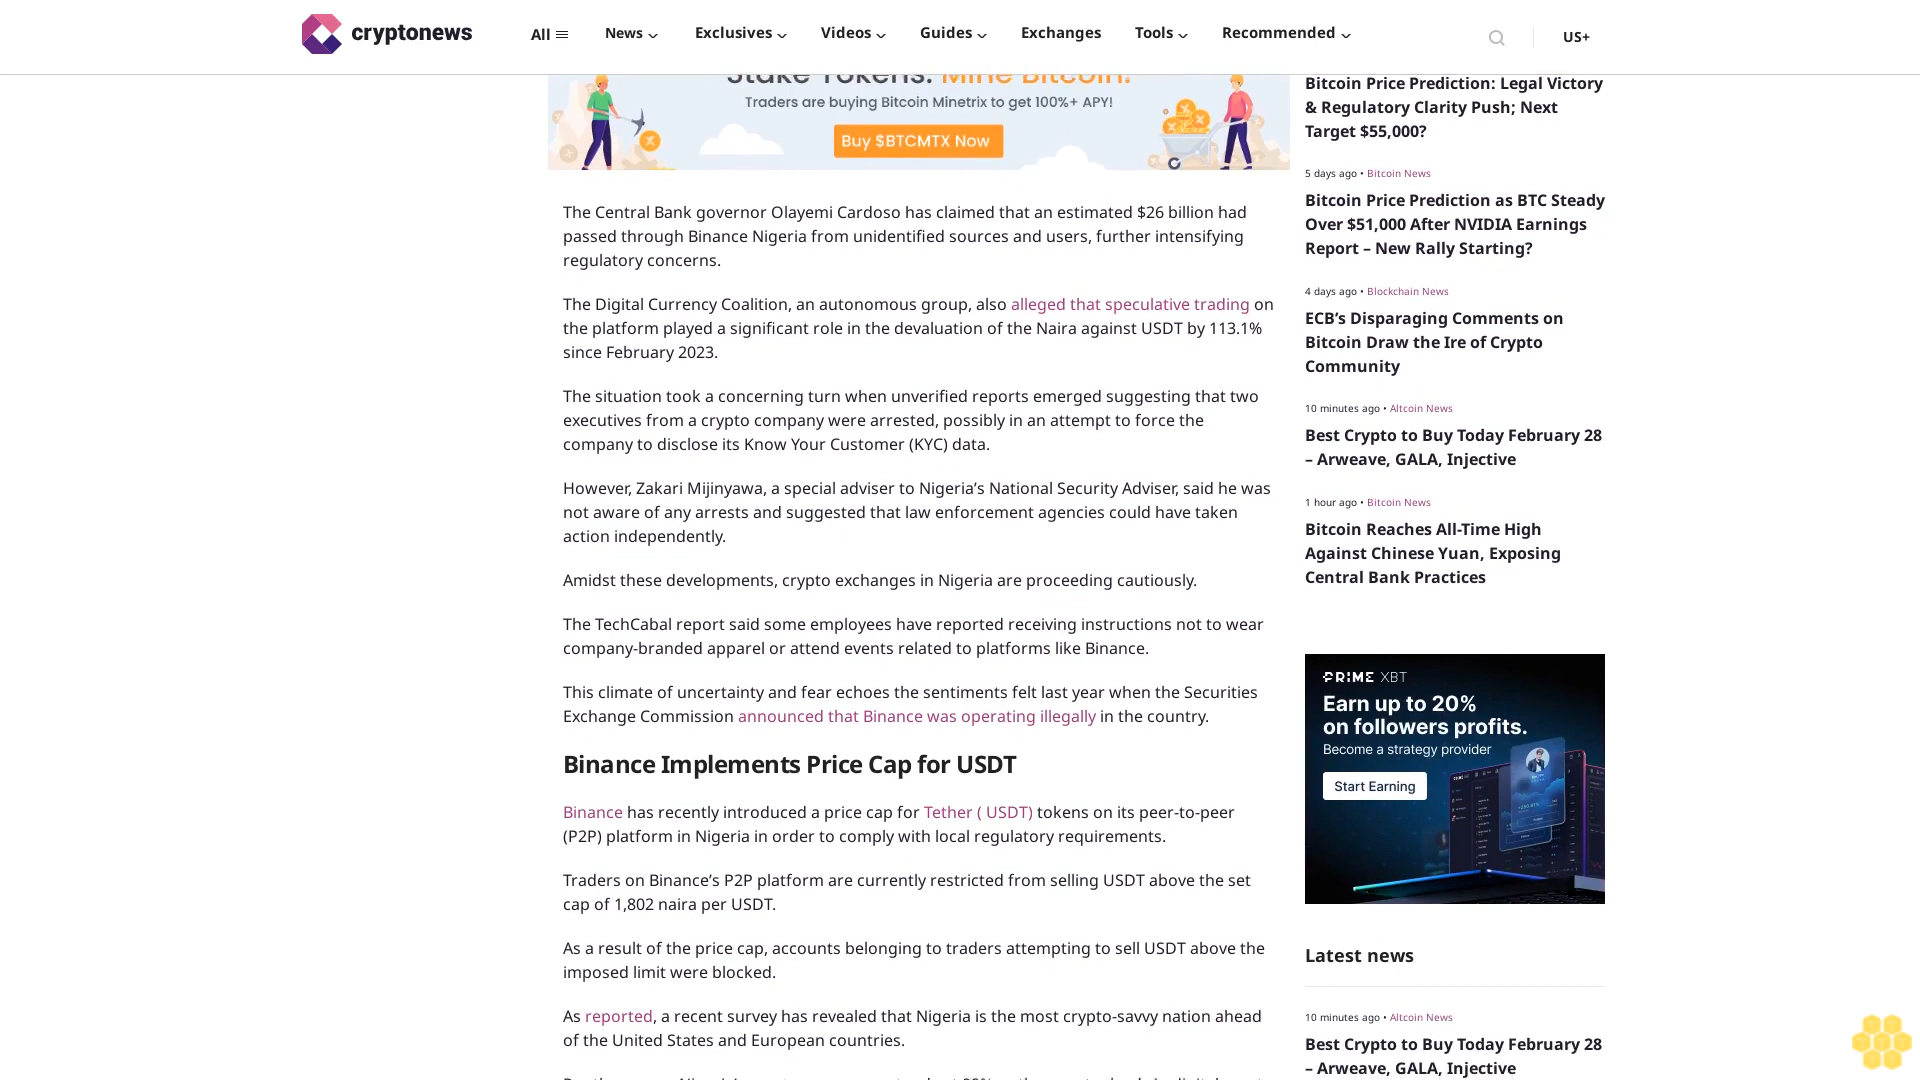 cryptonews
All
News
Exclusives
Videos
Guides
Exchanges
Tools
Recommended
US+
Stake Tokens. Mine Bitcoin!
Traders are buying Bitcoin Minetrix to get 100%+ APY!
Buy $BTCMTX Now
The Central Bank governor Olayemi Cardoso has claimed that an estimated $26 billion had
passed through Binance Nigeria from unidentified sources and users, further intensifying
regulatory concerns.
The Digital Currency Coalition, an autonomous group, also alleged that speculative trading on
the platform played a significant role in the devaluation of the Naira against USDT by 113.1%
since February 2023.
The situation took a concerning turn when unverified reports emerged suggesting that two
executives from a crypto company were arrested, possibly in an attempt to force the
company to disclose its Know Your Customer (KYC) data.
However, Zakari Mijinyawa, a special adviser to Nigeria’s National Security Adviser, said he was
not aware of any arrests and suggested that law enforcement agencies could have taken
action independently.
Amidst these developments, crypto exchanges in Nigeria are proceeding cautiously.
The TechCabal report said some employees have reported receiving instructions not to wear
company-branded apparel or attend events related to platforms like Binance.
This climate of uncertainty and fear echoes the sentiments felt last year when the Securities
Exchange Commission announced that Binance was operating illegally in the country.
Binance Implements Price Cap for USDT
Binance has recently introduced a price cap for Tether ( USDT) tokens on its peer-to-peer
(P2P) platform in Nigeria in order to comply with local regulatory requirements.
Traders on Binance’s P2P platform are currently restricted from selling USDT above the set
cap of 1,802 naira per USDT.
As a result of the price cap, accounts belonging to traders attempting to sell USDT above the
imposed limit were blocked.
As reported, a recent survey has revealed that Nigeria is the most crypto-savvy nation ahead
of the United States and European countries.
Bitcoin Price Prediction: Legal Victory
& Regulatory Clarity Push; Next
Target $55,000?
5 days ago • Bitcoin News
Bitcoin Price Prediction as BTC Steady
Over $51,000 After NVIDIA Earnings
Report – New Rally Starting?
4 days ago • Blockchain News
ECB’s Disparaging Comments on
Bitcoin Draw the Ire of Crypto
Community
10 minutes ago • Altcoin News
Best Crypto to Buy Today February 28
– Arweave, GALA, Injective
1 hour ago • Bitcoin News
Bitcoin Reaches All-Time High
Against Chinese Yuan, Exposing
Central Bank Practices
PRIME XBT
Earn up to 20%
on followers profits.
Become a strategy provider
Start Earning
Latest news
10 minutes ago • Altcoin News
Best Crypto to Buy Today February 28
– Arweave, GALA, Injective